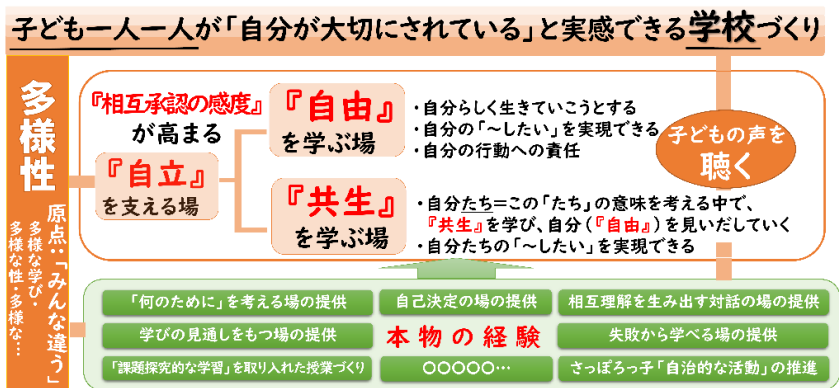 子ども一人一人が「自分が大切にされている」と実感できる学校づくり
多様性
原点：「みんな違う」
多様な学び・
多様な性・多様な…
『相互承認の感度』
が高まる
『自立』
を支える場
『自由』
を学ぶ場
・自分らしく生きていこうとする
・自分の「～したい」を実現できる
・自分の行動への責任
『共生』
を学ぶ場
・自分たち＝この「たち」の意味を考える中で、
『共生』を学び、自分（『自由』）を見いだしていく
・自分たちの「～したい」を実現できる
子どもの声を
聴く
「何のために」を考える場の提供
自己決定の場の提供
相互理解を生み出す対話の場の提供
学びの見通しをもつ場の提供
本物の経験
失敗から学べる場の提供
「課題探究的な学習」を取り入れた授業づくり
○○○○○…
さっぽろっ子「自治的な活動」の推進